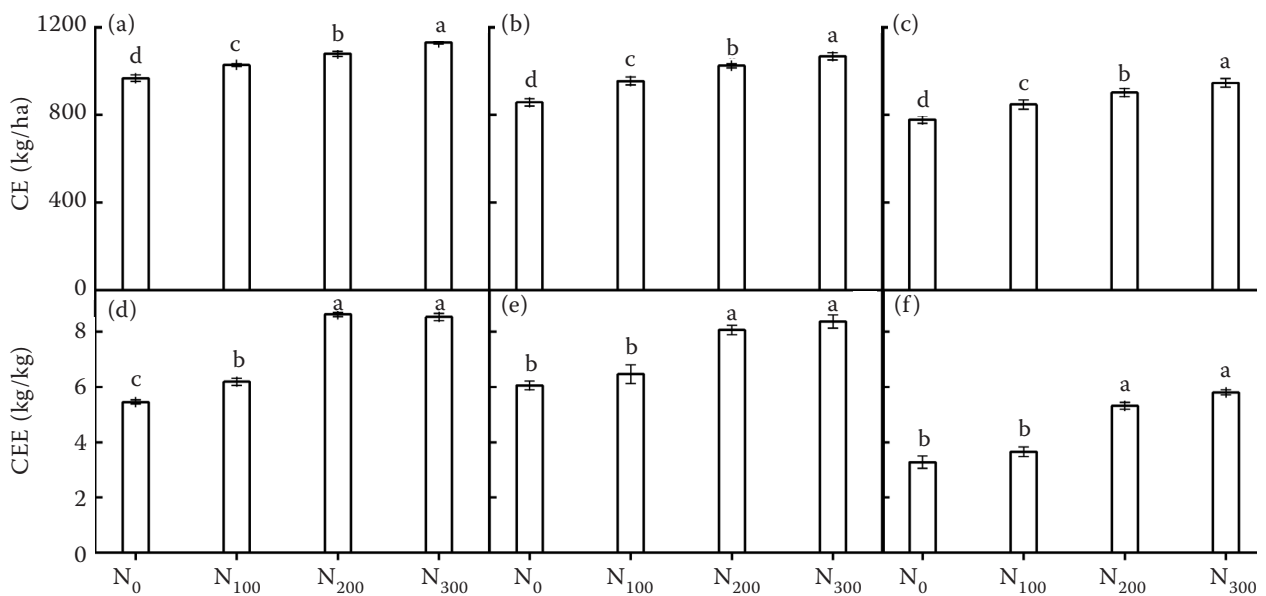 1200 (a) (b) (c)
a
b
c
d
a
b
c
d
a
b
c
d
800
400
0
CE (kg/ha)
(d) (e) (f)
8
6
4
2
0
CEE (kg/kg)
c
b
a
a
b
b
a
a
b
b
a
a
N0 N100 N200 N300 N0 N100 N200 N300 N0 N100 N200 N300